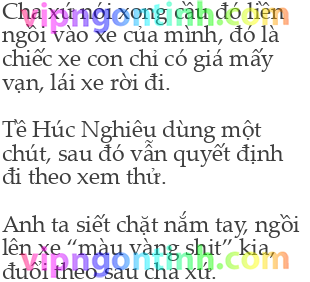 Cha xứ nói xong câu đó liền
vipngontinh.com
ngồi vào xe của mình, đó là
chiếc xe con chỉ có giá mấy
vạn, lái xe rời đi.
Tề Húc Nghiêu dùng một
chút, sau đó vẫn quyết định
đi theo xem thử.
Anh ta siết chặt nắm tay, ngồi
lên xe “màu vàng shit” kia,
vipngontinh.com
đuổi theo sau cha xứ.